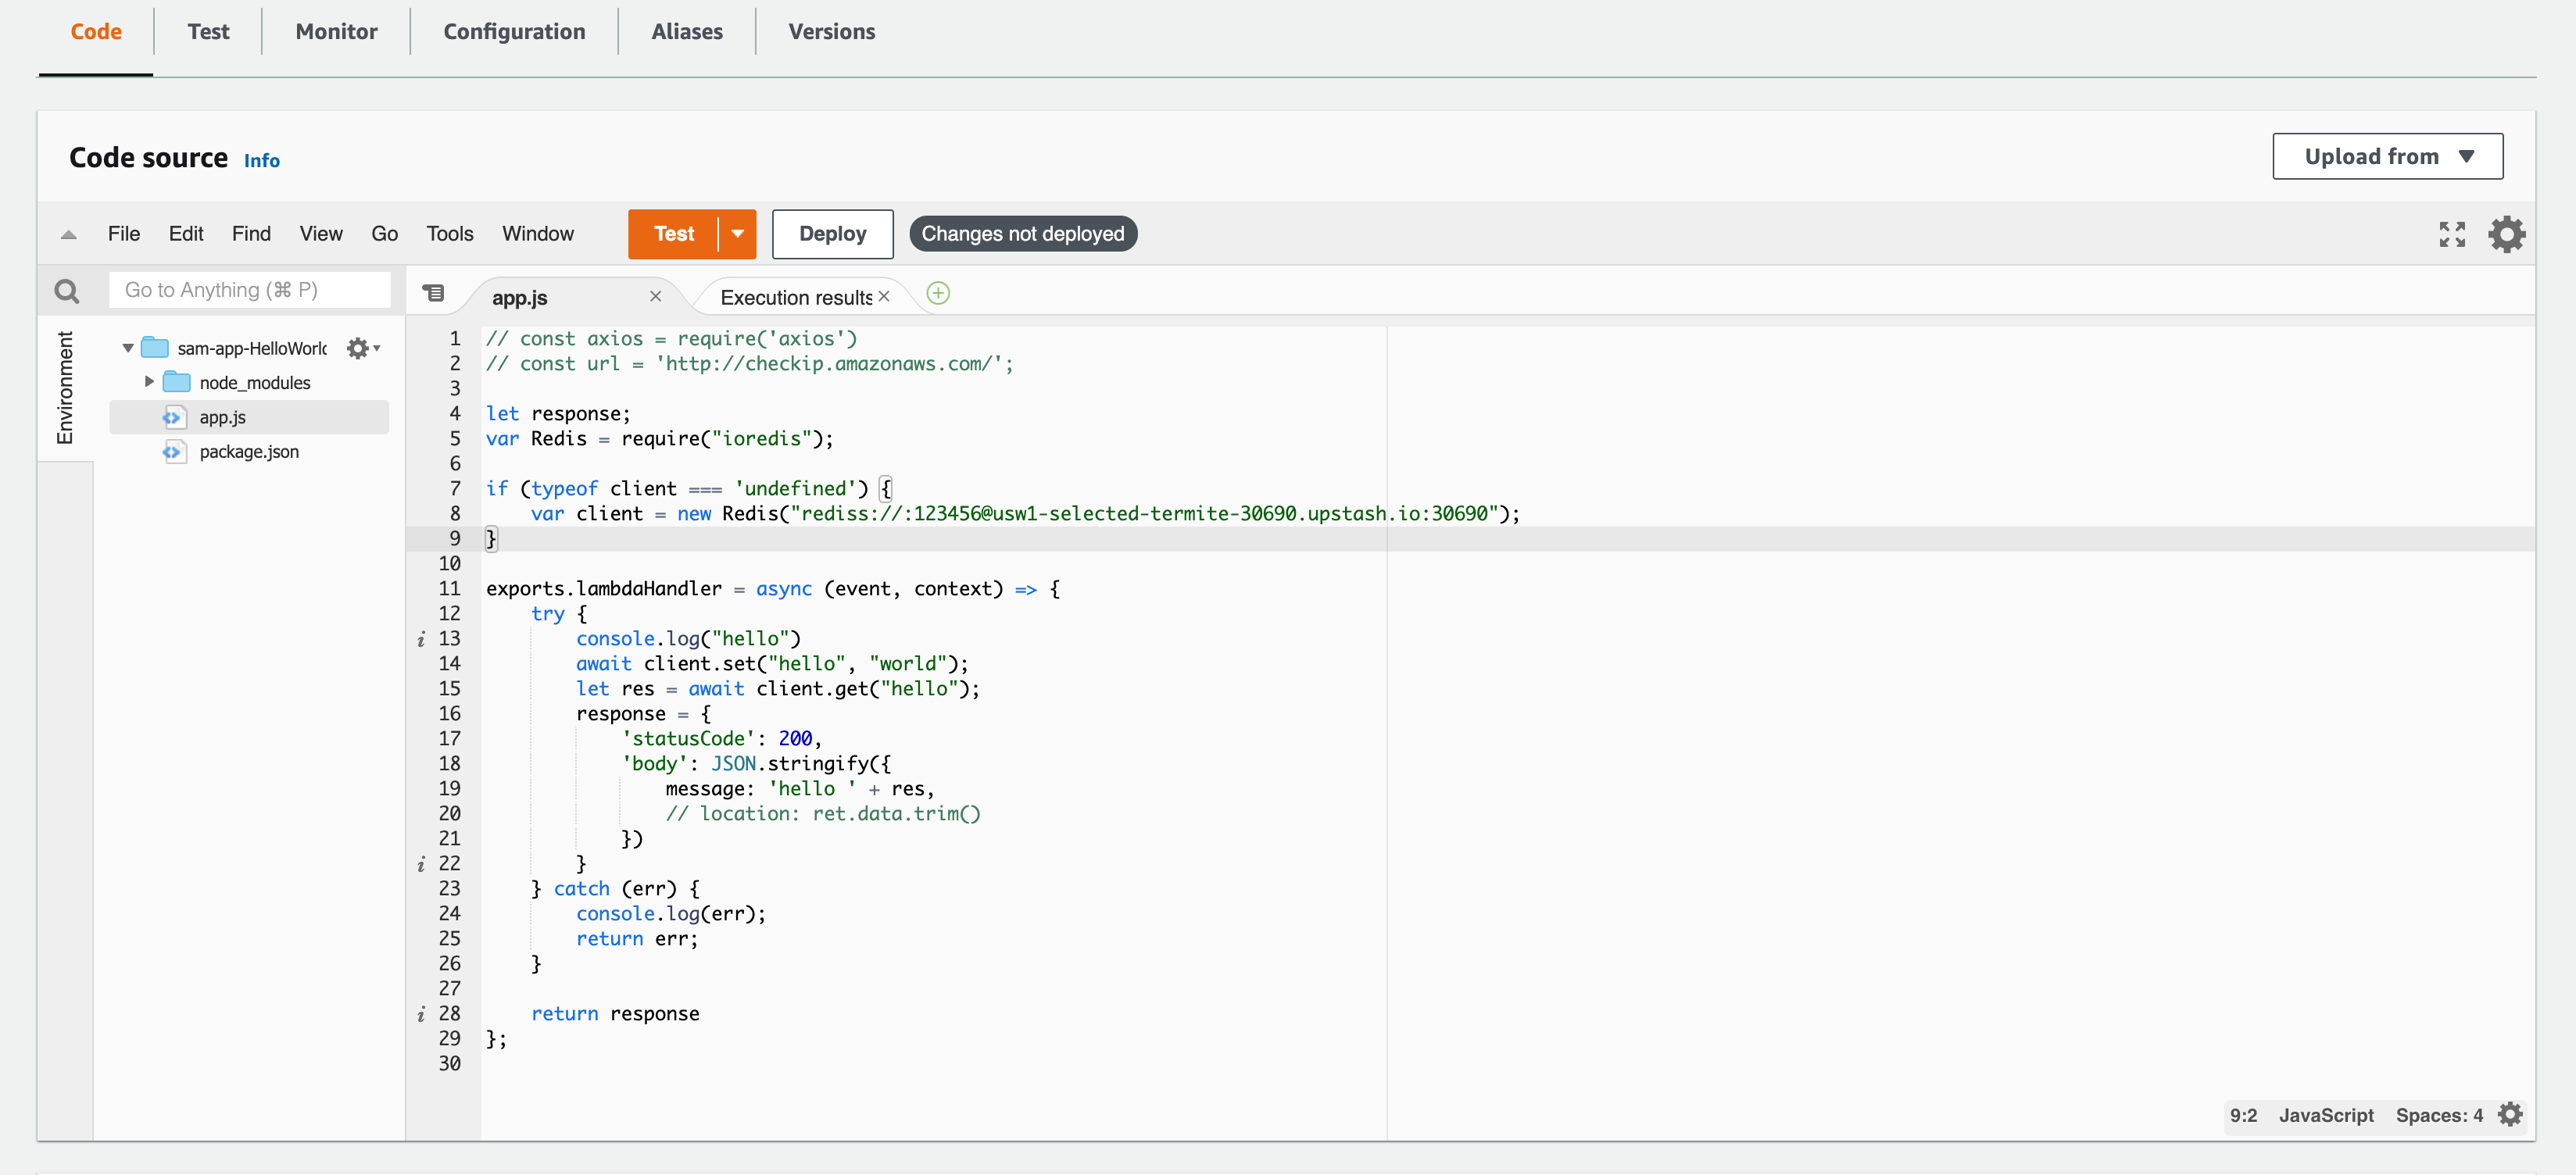 Code Test Monitor Configuration Aliases Versions
Code source Info Upload from
File Edit Find View Go Tools Window Test Deploy Changes not deployed
Go to Anything (⌘ P)
app.js Execution results
Environment
sam-app-HelloWorl
node_modules
app.js
package.json
1 // const axios = require('axios')
2 // const url = 'http://checkip.amazonaws.com/';
3
4 let response;
5 var Redis = require("ioredis");
6
7 if (typeof client === 'undefined') {
8     var client = new Redis("rediss://:123456@usw1-selected-termite-30690.upstash.io:30690");
9 }
10
11 exports.lambdaHandler = async (event, context) => {
12     try {
i 13         console.log("hello")
14         await client.set("hello", "world");
15         let res = await client.get("hello");
16         response = {
17             'statusCode': 200,
18             'body': JSON.stringify({
19                 message: 'hello ' + res,
20                 // location: ret.data.trim()
21             })
i 22         }
23     } catch (err) {
24         console.log(err);
25         return err;
26     }
27
i 28     return response
29 };
30
9:2 JavaScript Spaces: 4